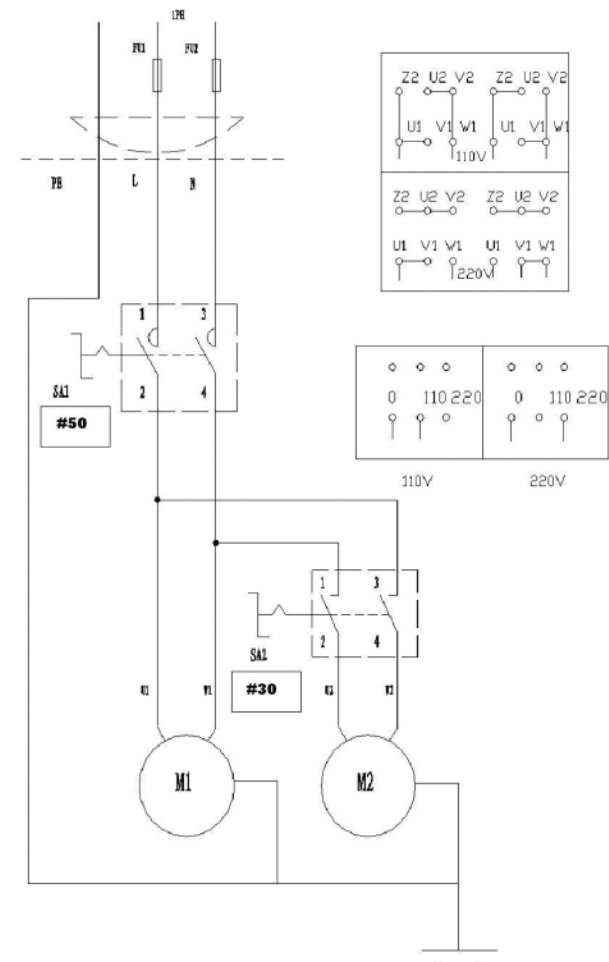 1PH
FU1 FU2
PE L N
1 3
SA1
2 4
#50
1 3
SA2
2 4
#30
U1 V1 U2 V2
M1 M2
Z2 U2 V2 Z2 U2 V2
U1 V1 W1 U1 V1 W1
110V
Z2 U2 V2 Z2 U2 V2
U1 V1 W1 U1 V1 W1
220V
0 110 220 0 110 220
110V 220V